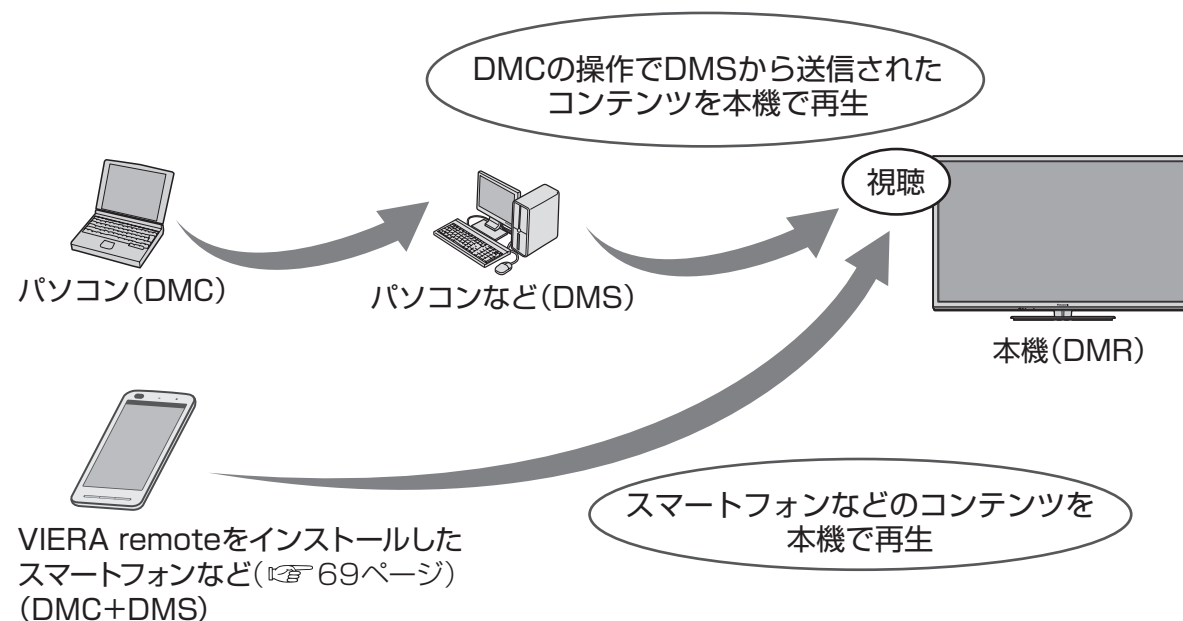 DMCの操作でDMSから送信された
コンテンツを本機で再生
視聴
パソコン(DMC)
パソコンなど(DMS)
本機(DMR)
スマートフォンなどのコンテンツを
本機で再生
VIERA remoteをインストールした
スマートフォンなど(☞69ページ)
(DMC+DMS)